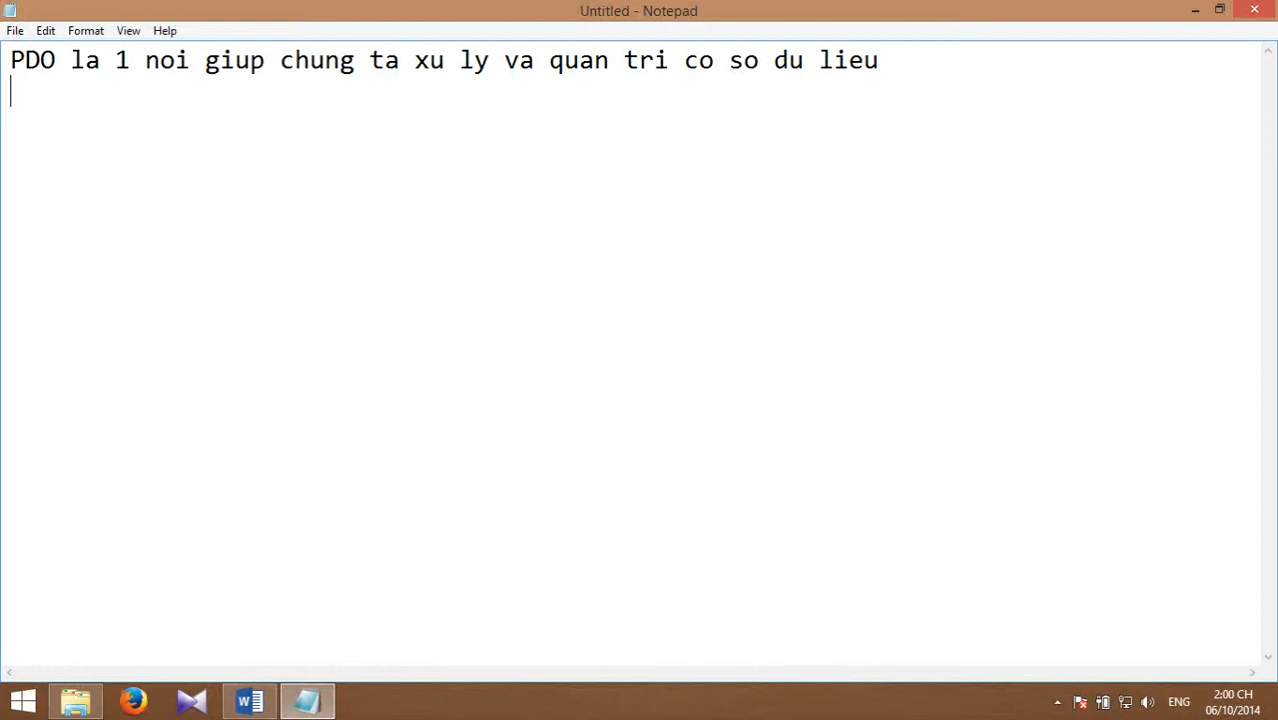 Untitled - Notepad
File Edit Format View Help
PDO la 1 noi giup chung ta xu ly va quan tri co so du lieu
ENG
2:00 CH
06/10/2014